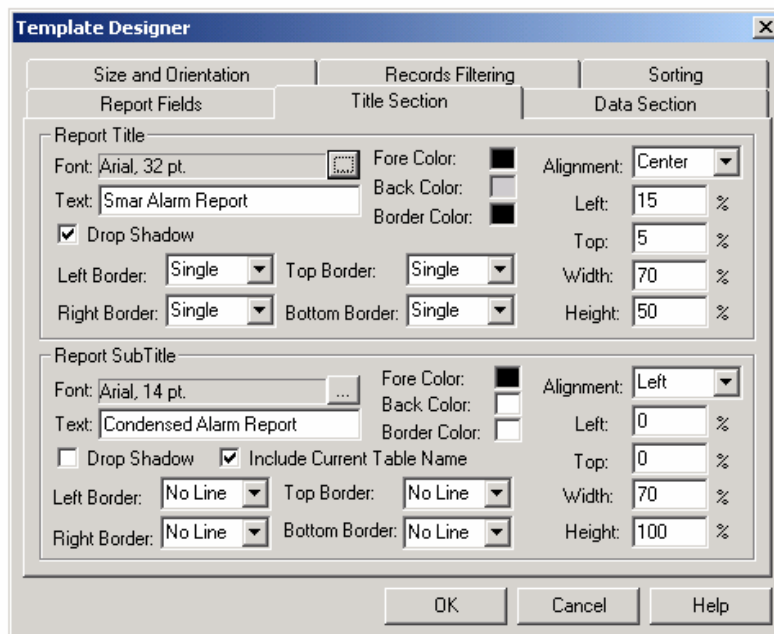 Template Designer
Size and Orientation Records Filtering Sorting
Report Fields Title Section Data Section
Report Title
Font: Arial, 32 pt. ... Fore Color: Alignment: Center
Back Color:
Text: Smar Alarm Report Left: 15 %
Border Color:
Drop Shadow Top: 5 %
Left Border: Single Top Border: Single Width: 70 %
Right Border: Single Bottom Border: Single Height: 50 %
Report SubTitle
Font: Arial, 14 pt. ... Fore Color: Alignment: Left
Back Color:
Text: Condensed Alarm Report Left: 0 %
Border Color:
Drop Shadow Include Current Table Name Top: 0 %
Left Border: No Line Top Border: No Line Width: 70 %
Right Border: No Line Bottom Border: No Line Height: 100 %
OK Cancel Help